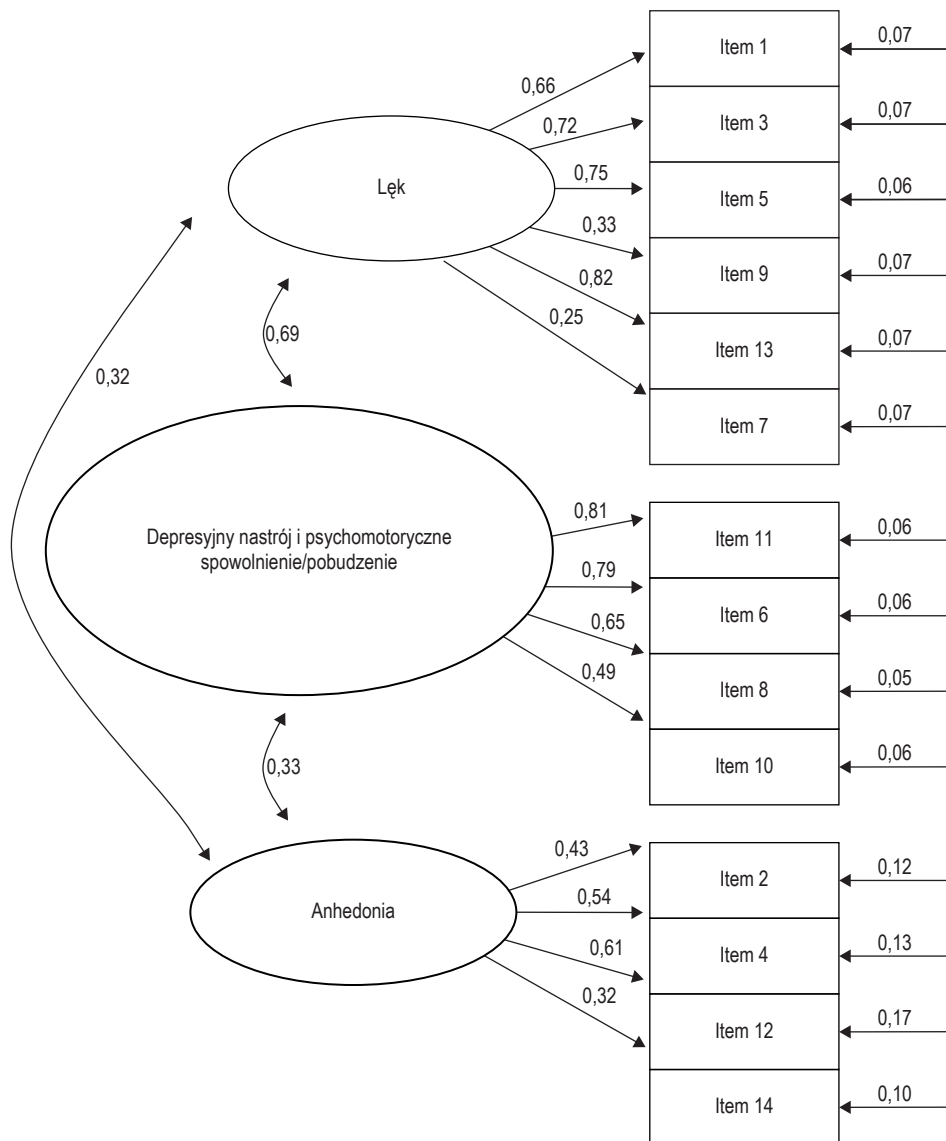 Item 1
0,07
0,66
Item 3
0,07
0,72
Lęk
0,75
Item 5
0,06
0,33
Item 9
0,07
0,82
0,25
Item 13
0,07
0,69
0,32
Item 7
0,07
0,81
Item 11
0,06
Depresyjny nastrój i psychomotoryczne
spowolnienie/pobudzenie
0,79
Item 6
0,06
0,65
0,49
Item 8
0,05
Item 10
0,06
0,33
0,43
Item 2
0,12
Anhedonia
0,54
0,61
Item 4
0,13
0,32
Item 12
0,17
Item 14
0,10